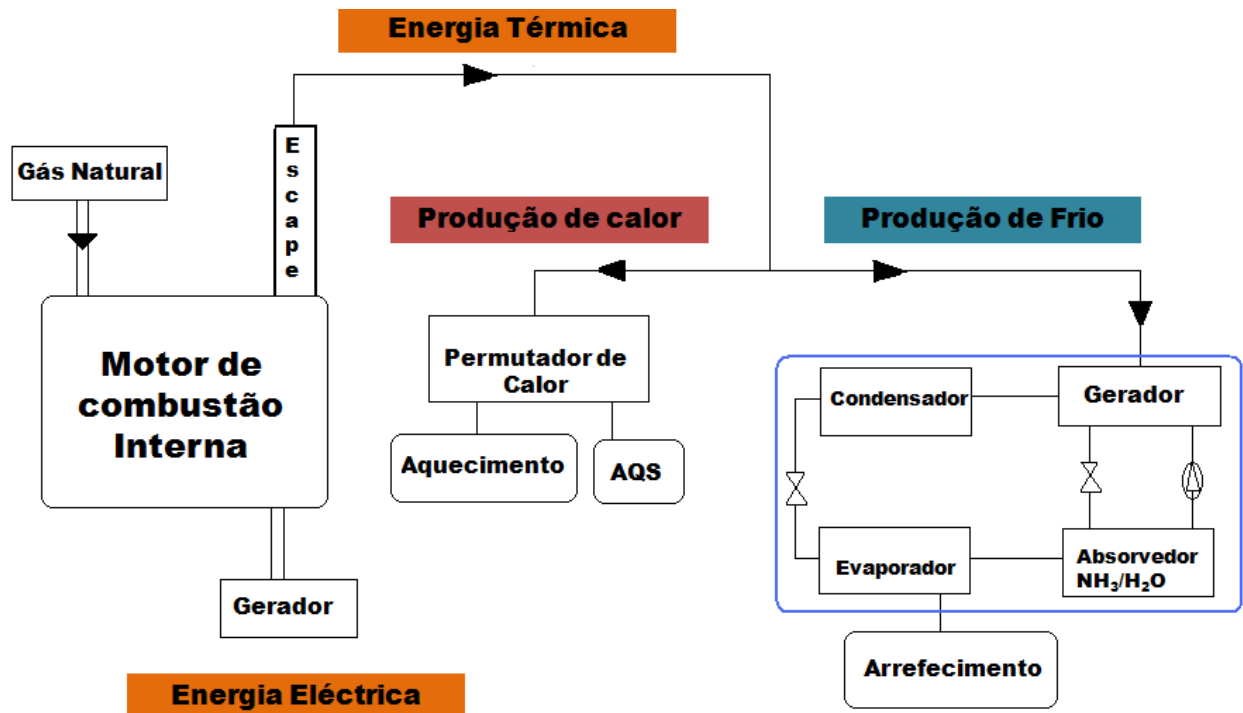 Energia Térmica
Escape
Gás Natural
Produção de calor
Produção de Frio
Motor de
combustão
Interna
Permutador de
Calor
Condensador
Gerador
Aquecimento
AQS
Evaporador
Absorvedor
NH₃/H₂O
Gerador
Arrefecimento
Energia Eléctrica